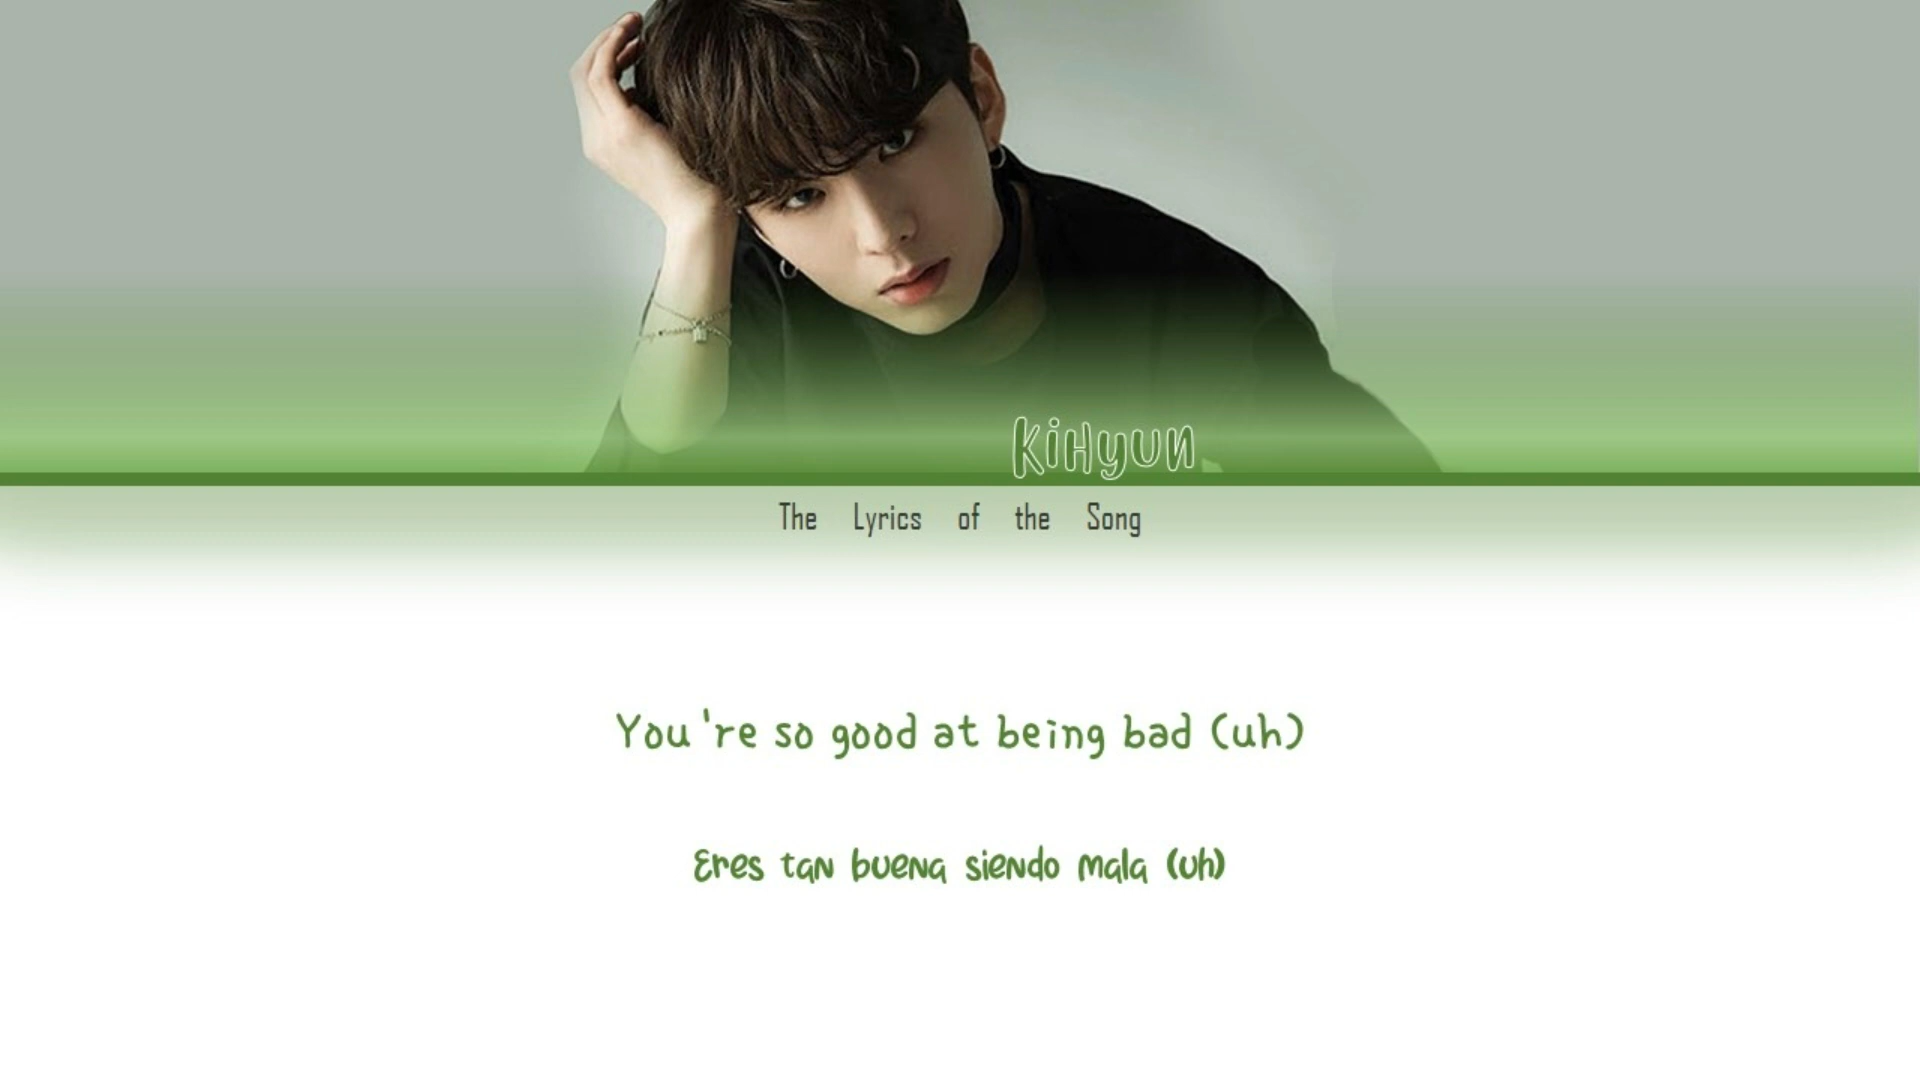 KiHyun
The Lyrics of the Song
You're so good at being bad (uh)
Eres tan buena siendo mala (uh)